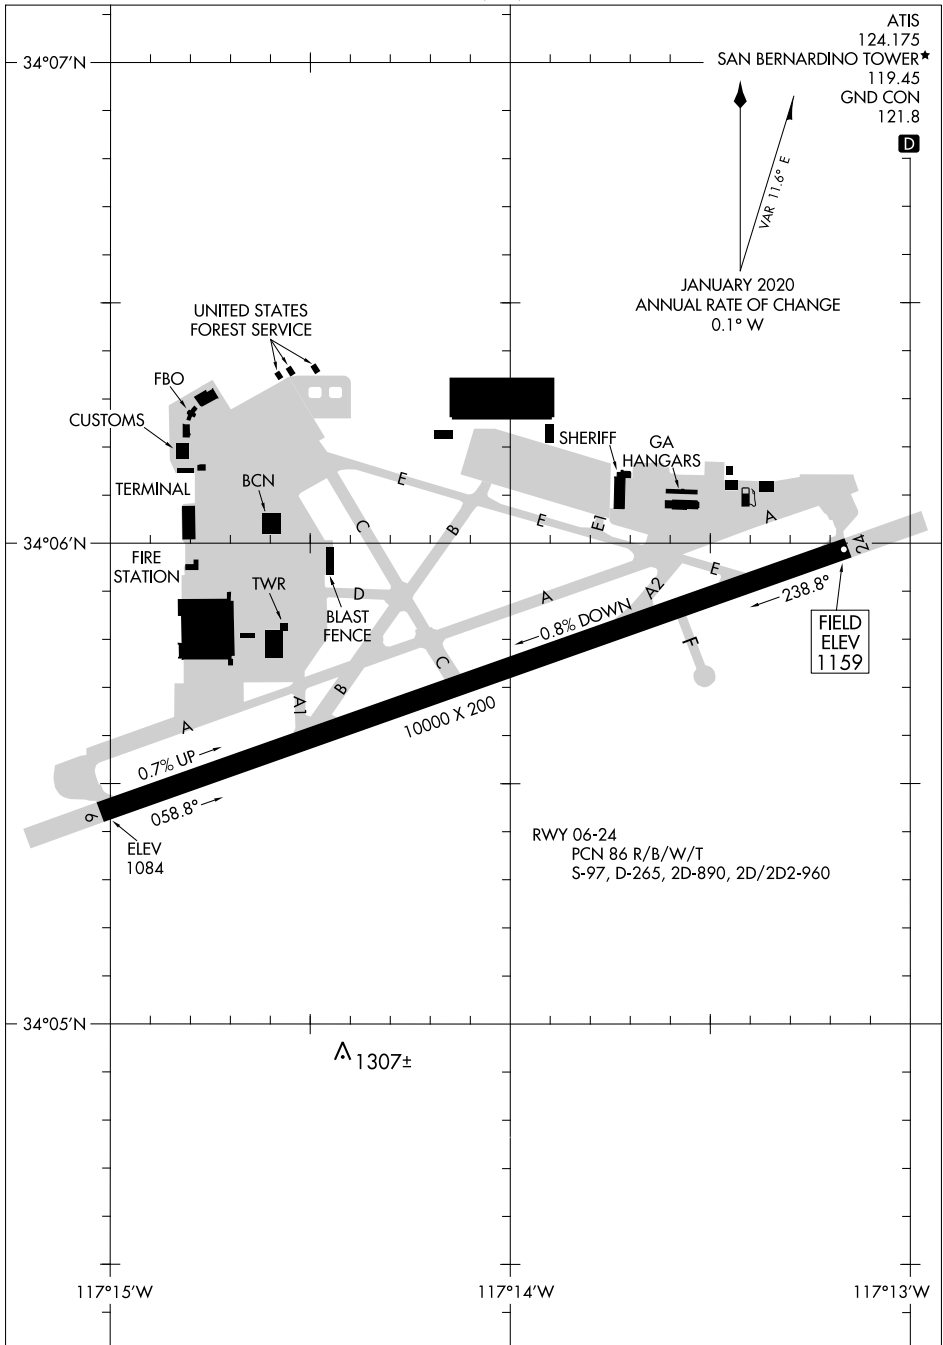 ATIS
124.175
34°07'N
SAN BERNARDINO TOWER★
119.45
GND CON
121.8
D
VAR 11.6° E
JANUARY 2020
ANNUAL RATE OF CHANGE
0.1° W
UNITED STATES
FOREST SERVICE
FBO
CUSTOMS
SHERIFF
GA
HANGARS
TERMINAL
BCN
E
C
B
E
E1
A
34°06'N
24
FIRE
STATION
TWR
D
BLAST
FENCE
A
A2
E
238.8°
0.8% DOWN
FIELD
ELEV
1159
F
C
B
A1
A
10000 X 200
0.7% UP
058.8°
6
ELEV
1084
RWY 06-24
PCN 86 R/B/W/T
S-97, D-265, 2D-890, 2D/2D2-960
34°05'N
1307±
117°15'W
117°14'W
117°13'W